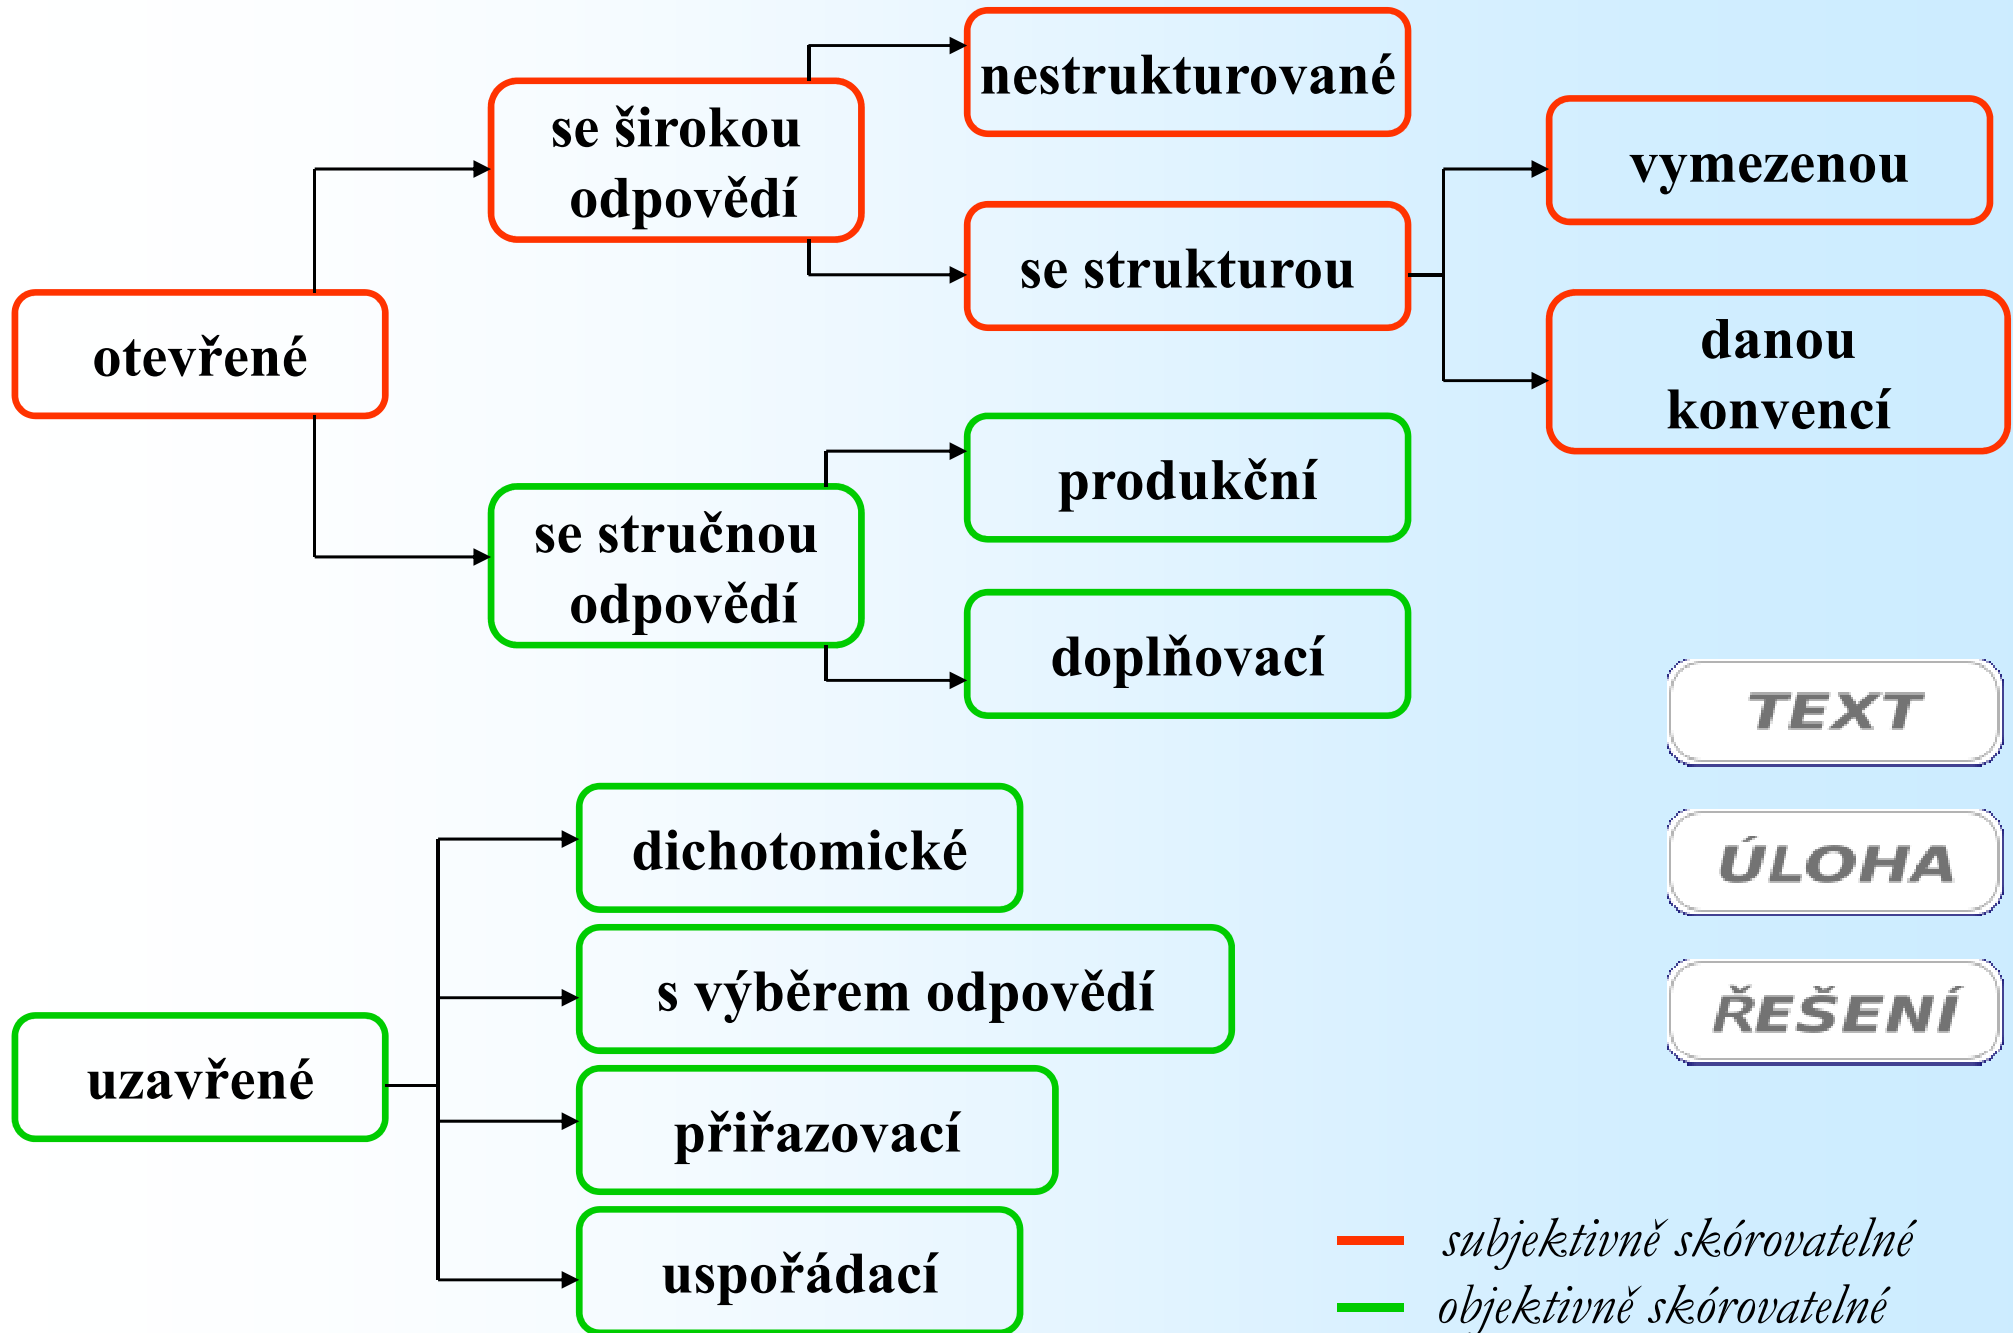 nestrukturované
se širokou
odpovědí
vymezenou
se strukturou
otevřené
danou
konvencí
produkční
se stručnou
odpovědí
doplňovací
TEXT
dichotomické
ÚLOHA
s výběrem odpovědí
ŘEŠENÍ
uzavřené
přiřazovací
uspořádací
subjektivně skórovatelné
objektivně skórovatelné